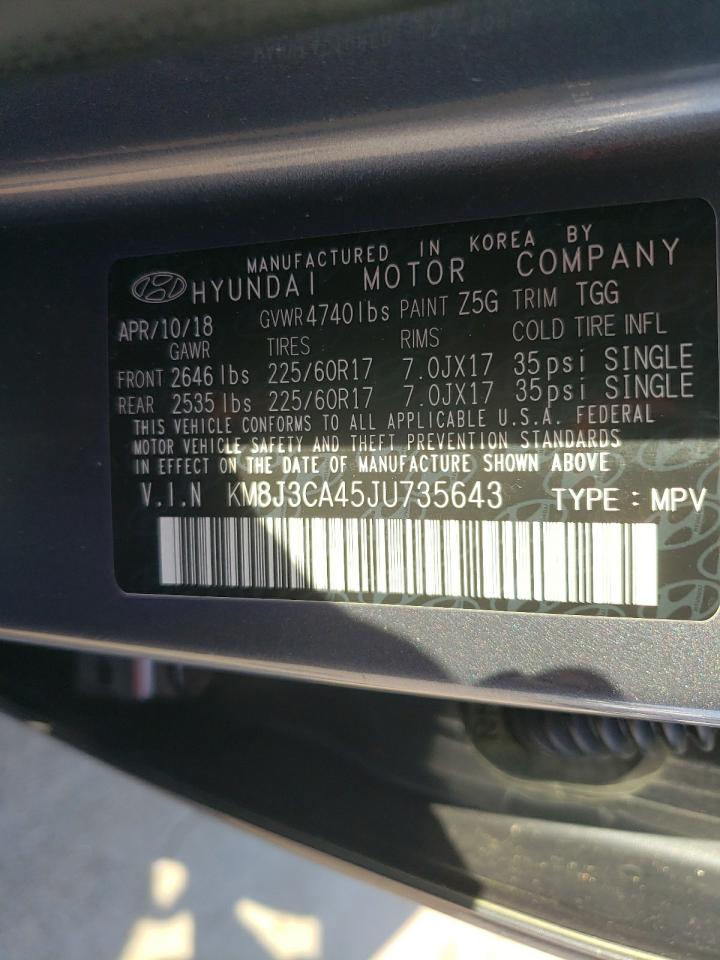 MANUFACTURED IN KOREA BY
HYUNDAI MOTOR COMPANY
APR/10/18 GVWR 4740 lbs PAINT Z5G TRIM TGG
GAWR TIRES RIMS COLD TIRE INFL
FRONT 2646 lbs 225/60R17 7.0JX17 35psi SINGLE
REAR 2535 lbs 225/60R17 7.0JX17 35psi SINGLE
THIS VEHICLE CONFORMS TO ALL APPLICABLE U.S.A. FEDERAL
MOTOR VEHICLE SAFETY AND THEFT PREVENTION STANDARDS
IN EFFECT ON THE DATE OF MANUFACTURE SHOWN ABOVE
V.I.N KM8J3CA45JU735643 TYPE: MPV